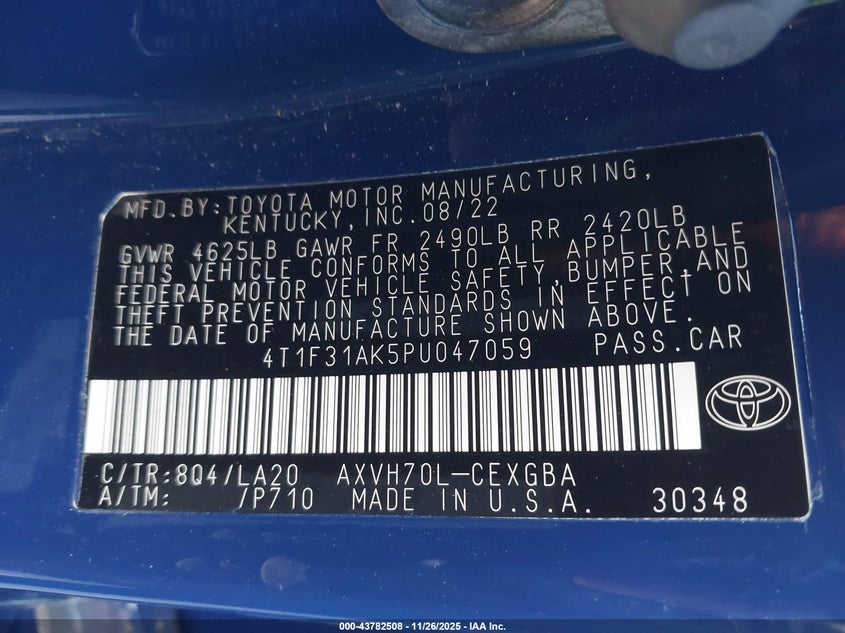 MFD.BY:TOYOTA MOTOR MANUFACTURING,
KENTUCKY,INC.08/22
GVWR 4625LB GAWR FR 2490LB RR 2420LB
THIS VEHICLE CONFORMS TO ALL APPLICABLE
FEDERAL MOTOR VEHICLE SAFETY,BUMPER,AND
THEFT PREVENTION STANDARDS IN EFFECT ON
THE DATE OF MANUFACTURE SHOWN ABOVE.
4T1F31AK5PU047059 PASS.CAR
C/TR:8Q4/LA20 AXVH70L-CEXGBA
A/TM: /P710 MADE IN U.S.A. 30348
000-43782508 - 11/26/2025 - IAA Inc.